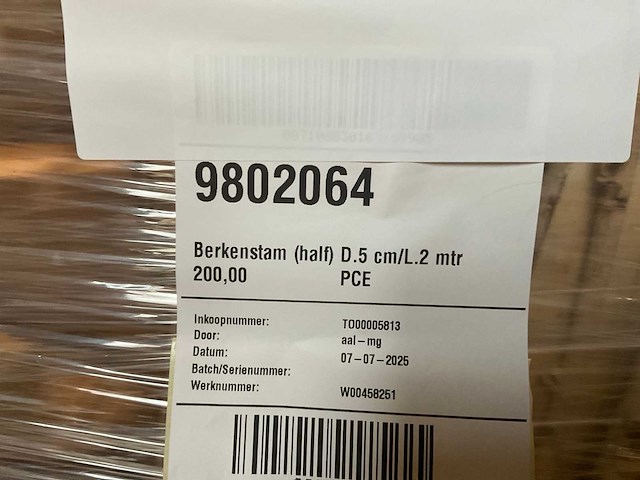 9802064
Berkenstam (half) D.5 cm/L.2 mtr
200,00 PCE
Inkoopnummer: TO00005813
Door: aal-mg
Datum: 07-07-2025
Batch/Serienummer:
Werknummer: W00458251